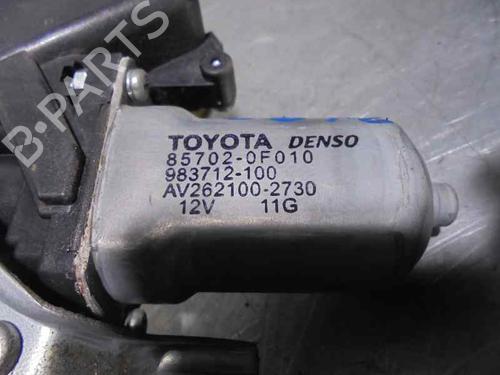 B-PARTS
TOYOTA DENSO
85702-0F010
983712-100
AV262100-2730
12V 11G